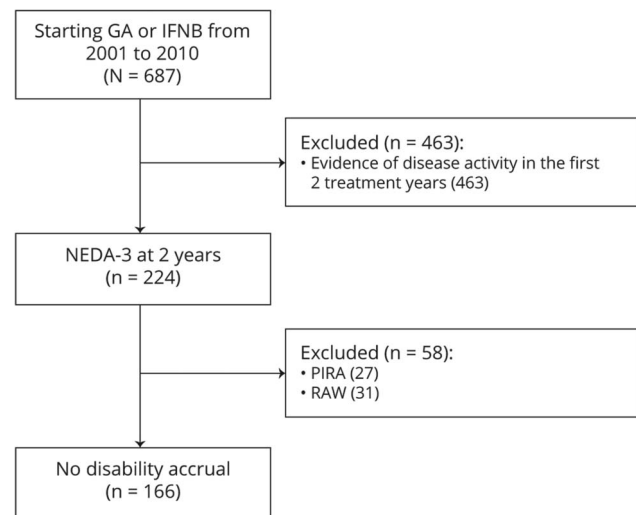 Starting GA or IFNB from
2001 to 2010
(N = 687)
Excluded (n = 463):
• Evidence of disease activity in the first
2 treatment years (463)
NEDA-3 at 2 years
(n = 224)
Excluded (n = 58):
• PIRA (27)
• RAW (31)
No disability accrual
(n = 166)